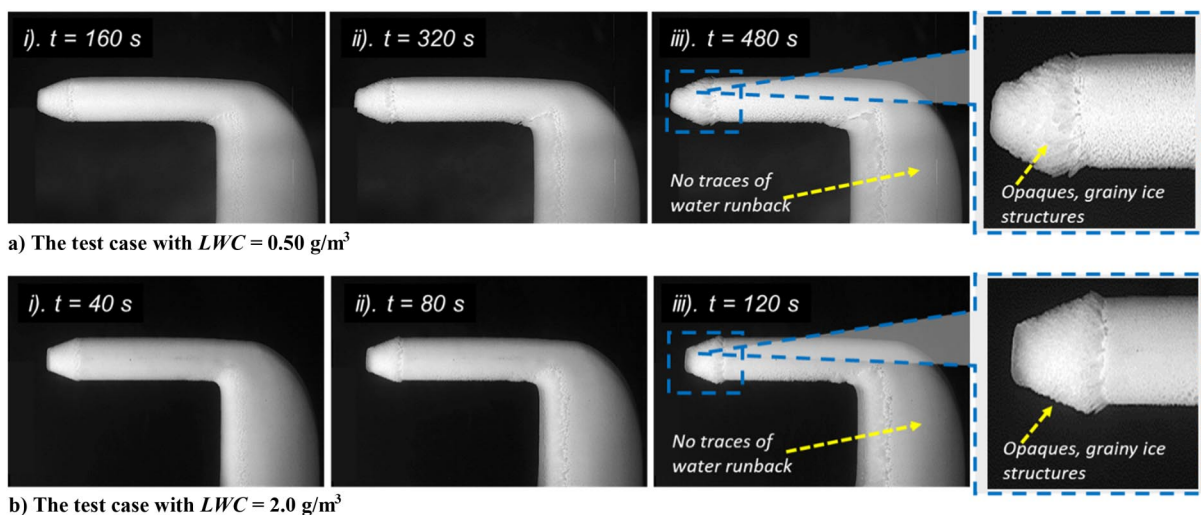 i). t = 160 s
ii). t = 320 s
iii). t = 480 s
No traces of
water runback
Opaques, grainy ice
structures
a) The test case with LWC = 0.50 g/m³
i). t = 40 s
ii). t = 80 s
iii). t = 120 s
No traces of
water runback
Opaques, grainy ice
structures
b) The test case with LWC = 2.0 g/m³